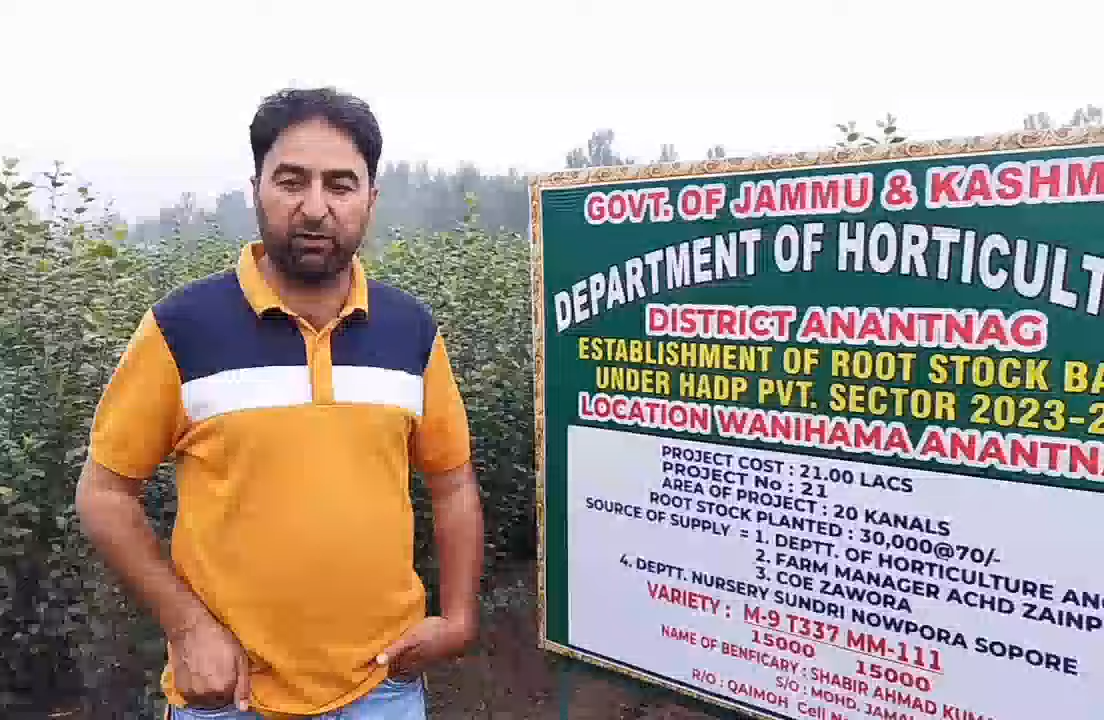 GOVT. OF JAMMU & KASHM
DEPARTMENT OF HORTICULT
DISTRICT ANANTNAG
ESTABLISHMENT OF ROOT STOCK BA
UNDER HADP PVT. SECTOR 2023-2
LOCATION WANIHAMA ANANTNA
PROJECT COST : 21.00 LACS
PROJECT No : 21
AREA OF PROJECT : 20 KANALS
ROOT STOCK PLANTED : 30,000@70/-
SOURCE OF SUPPLY = 1. DEPTT. OF HORTICULTURE AN
2. FARM MANAGER ACHD ZAINP
3. COE ZAWORA
4. DEPTT. NURSERY SUNDRI NOWPORA SOPORE
VARIETY : M-9 T337 MM-111
15000 15000
NAME OF BENFICARY : SHABIR AHMAD KUM
S/O : MOHD. JAMAL
R/O : QAIMOH Cell N